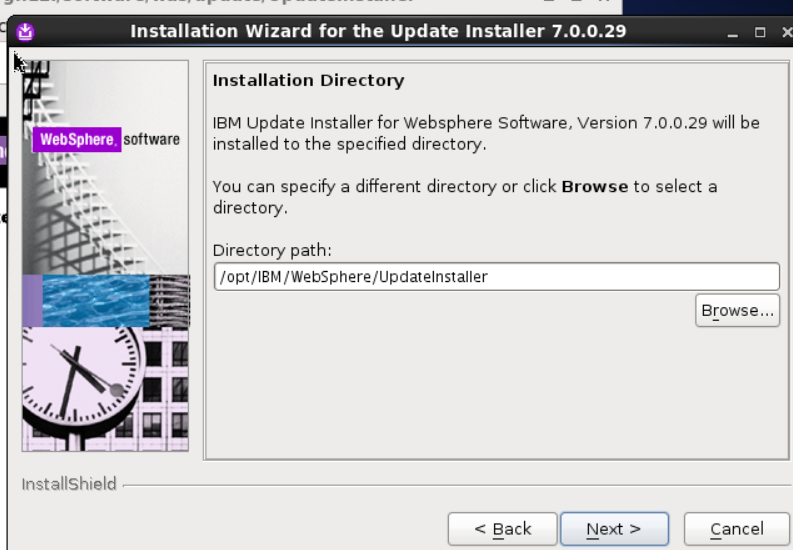 Installation Wizard for the Update Installer 7.0.0.29
WebSphere. software
Installation Directory
IBM Update Installer for Websphere Software, Version 7.0.0.29 will be
installed to the specified directory.
You can specify a different directory or click Browse to select a
directory.
Directory path:
/opt/IBM/WebSphere/UpdateInstaller
Browse...
InstallShield
< Back
Next >
Cancel